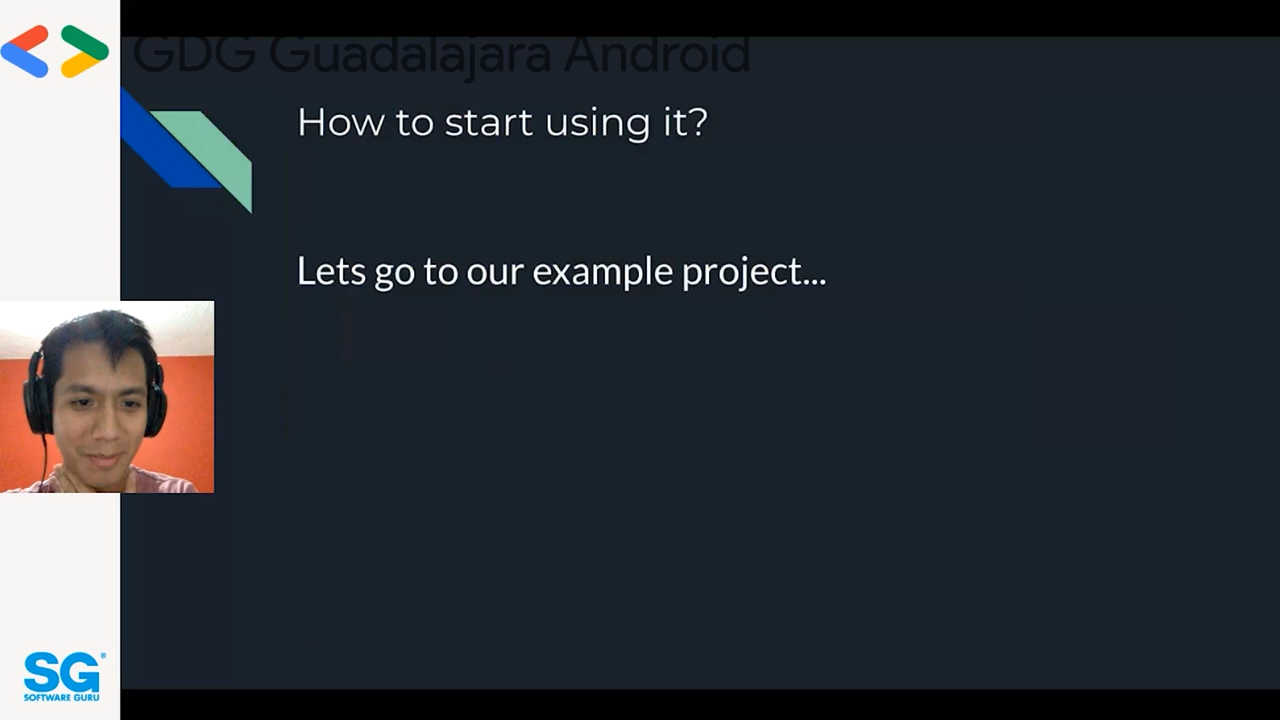 GDG Guadalajara Android
How to start using it?
Lets go to our example project...
SG®
SOFTWARE GURU